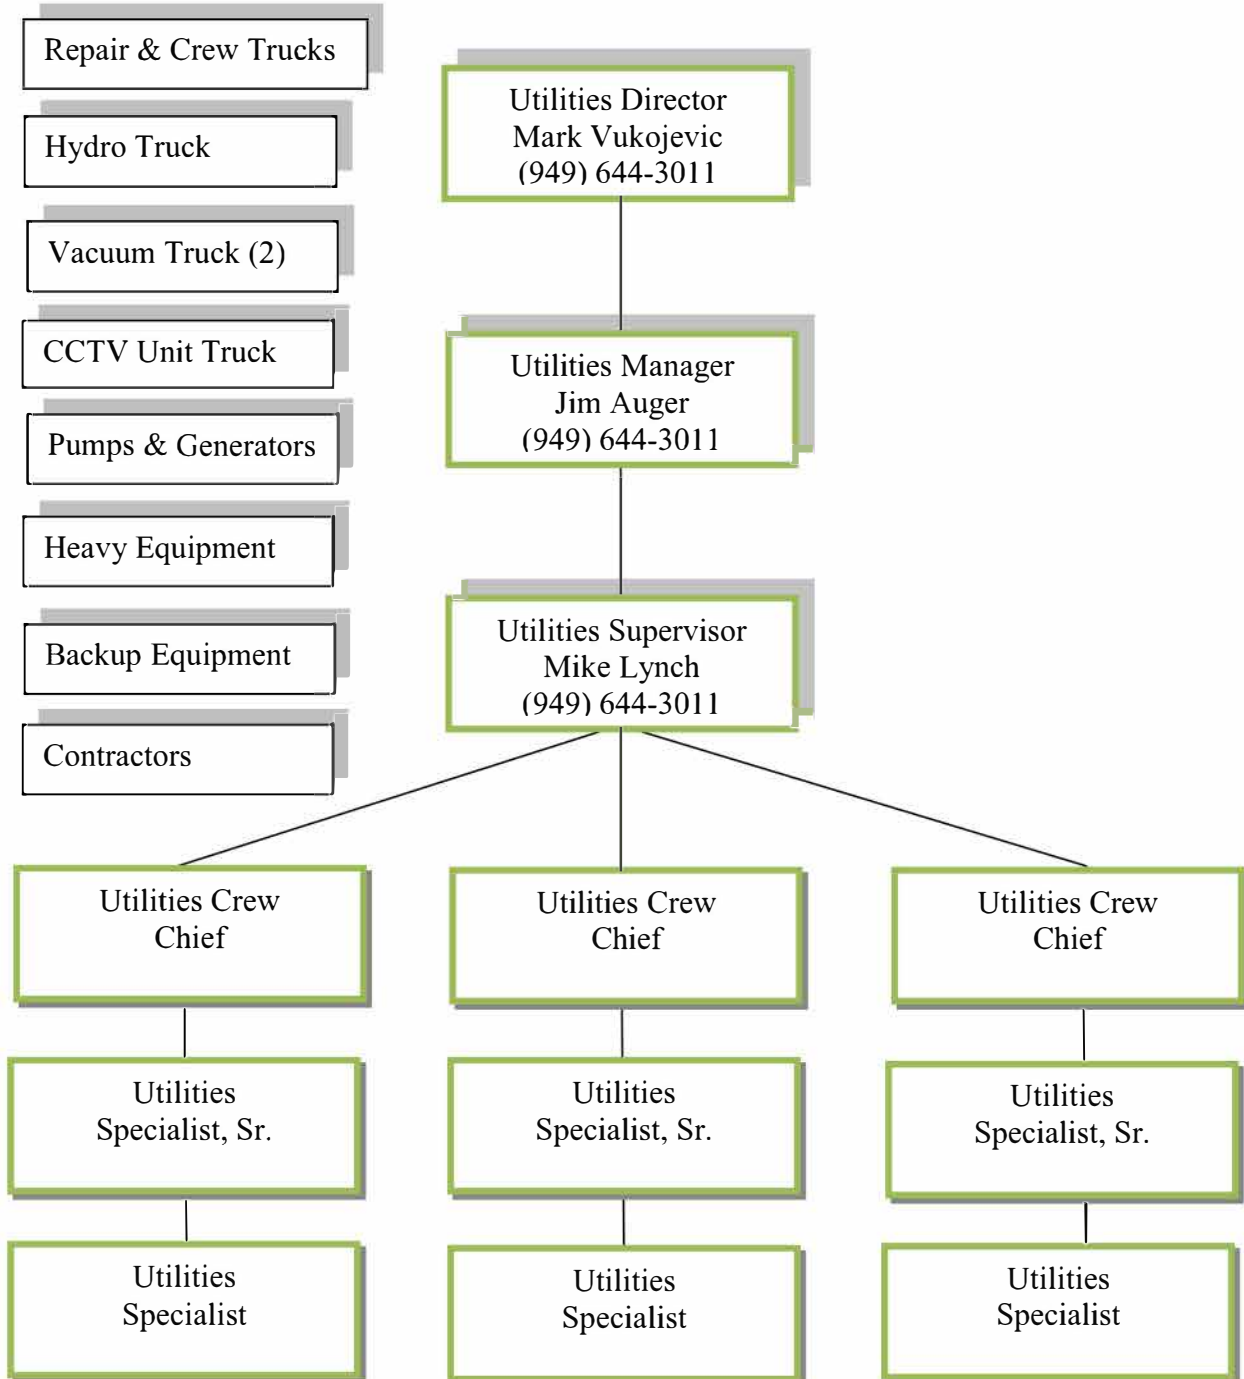 Repair & Crew Trucks
Hydro Truck
Vacuum Truck (2)
CCTV Unit Truck
Pumps & Generators
Heavy Equipment
Backup Equipment
Contractors
Utilities Director
Mark Vukojevic
(949) 644-3011
Utilities Manager
Jim Auger
(949) 644-3011
Utilities Supervisor
Mike Lynch
(949) 644-3011
Utilities Crew
Chief
Utilities Crew
Chief
Utilities Crew
Chief
Utilities
Specialist, Sr.
Utilities
Specialist, Sr.
Utilities
Specialist, Sr.
Utilities
Specialist
Utilities
Specialist
Utilities
Specialist